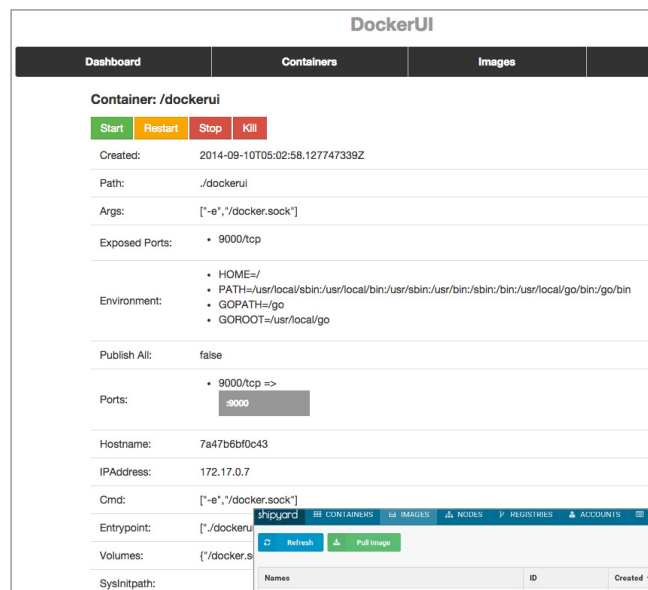 DockerUI
Dashboard Containers Images
Container: /dockerui
Start Restart Stop Kill
Created: 2014-09-10T05:02:58.127747339Z
Path: ./dockerui
Args: ["-e","/docker.sock"]
Exposed Ports: • 9000/tcp
• HOME=/
• PATH=/usr/local/sbin:/usr/local/bin:/usr/sbin:/usr/bin:/sbin:/bin:/usr/local/go/bin:/go/bin
Environment:
• GOPATH=/go
• GOROOT=/usr/local/go
Publish All: false
• 9000/tcp =>
Ports: :9000
Hostname: 7a47b6bf0c43
IPAddress: 172.17.0.7
Cmd: ["-e","/docker.sock"]
Entrypoint: ["./dockerui
Volumes: {"/docker.s
SysInitpath:
shipyard CONTAINERS IMAGES NODES REGISTRIES ACCOUNTS
Refresh Pull Image
Names ID Created